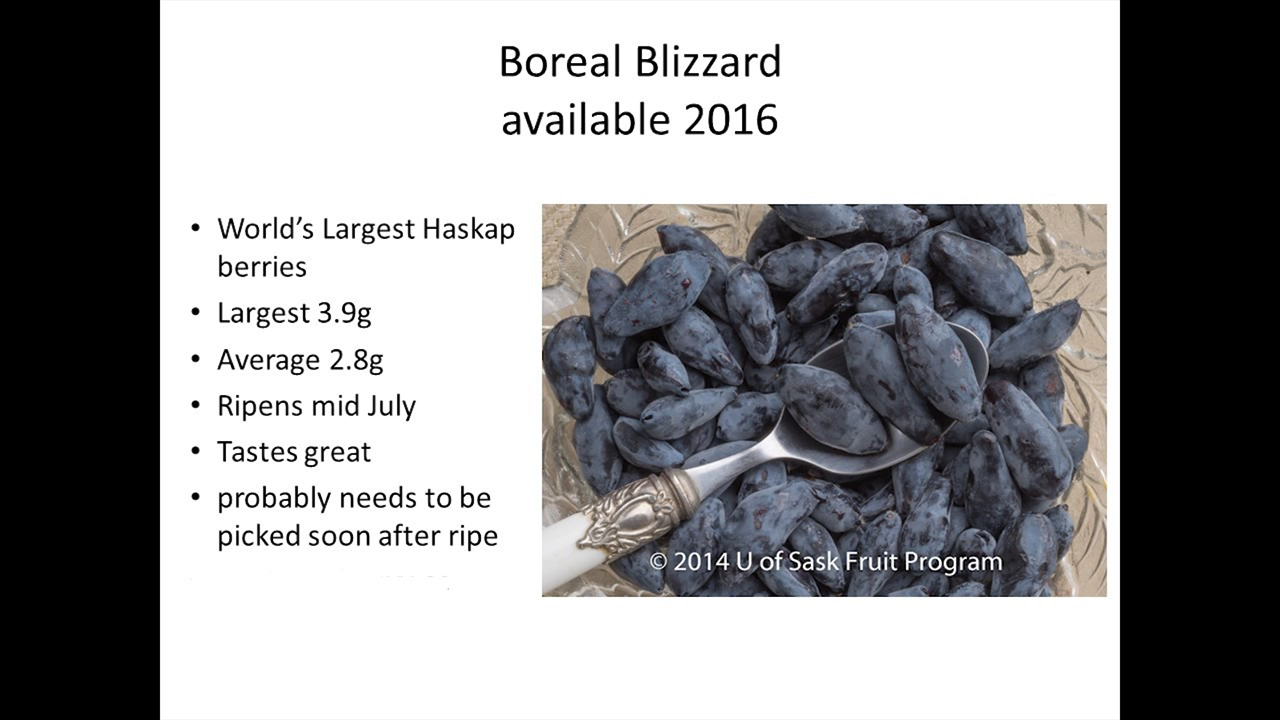 Boreal Blizzard
available 2016
• World’s Largest Haskap
berries
• Largest 3.9g
• Average 2.8g
• Ripens mid July
• Tastes great
• probably needs to be
picked soon after ripe
© 2014 U of Sask Fruit Program